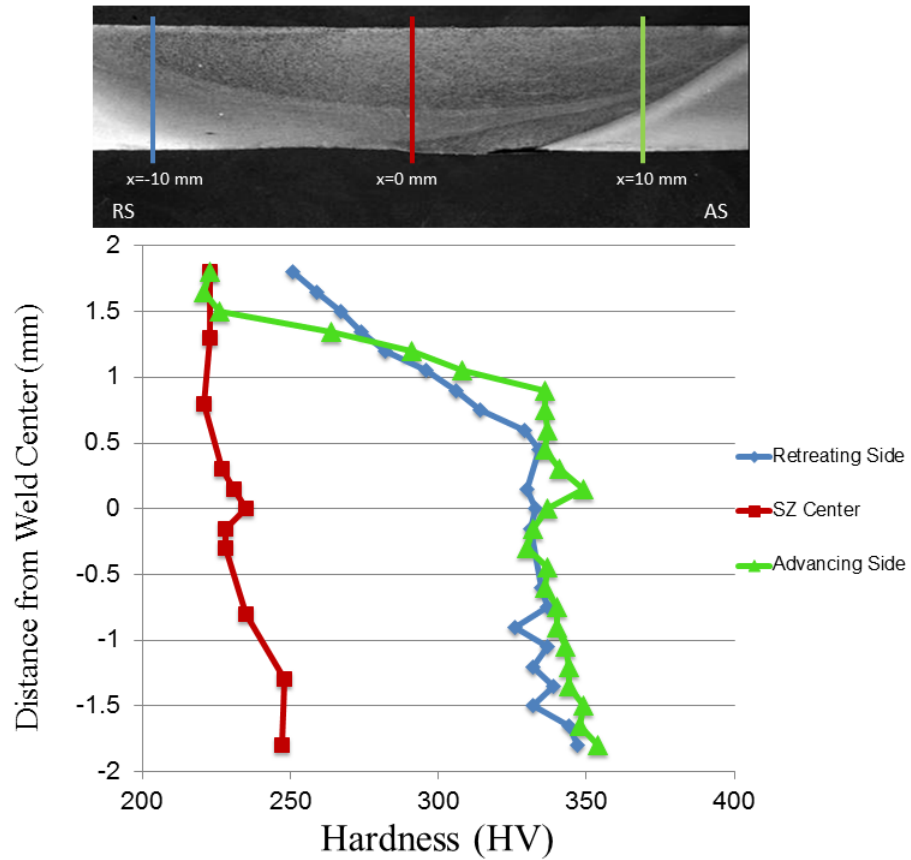 x=-10 mm
x=0 mm
x=10 mm
RS
AS
2
1.5
1
0.5
0
-0.5
-1
-1.5
-2
Distance from Weld Center (mm)
200
250
300
350
400
Hardness (HV)
Retreating Side
SZ Center
Advancing Side